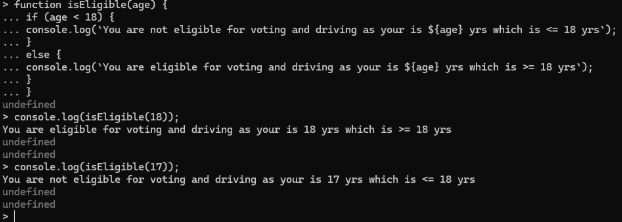 > function isEligible(age) {
... if (age < 18) {
... console.log(`You are not eligible for voting and driving as your is ${age} yrs which is <= 18 yrs`);
... }
... else {
... console.log(`You are eligible for voting and driving as your is ${age} yrs which is >= 18 yrs`);
... }
... }
undefined
> console.log(isEligible(18));
You are eligible for voting and driving as your is 18 yrs which is >= 18 yrs
undefined
undefined
> console.log(isEligible(17));
You are not eligible for voting and driving as your is 17 yrs which is <= 18 yrs
undefined
undefined
>